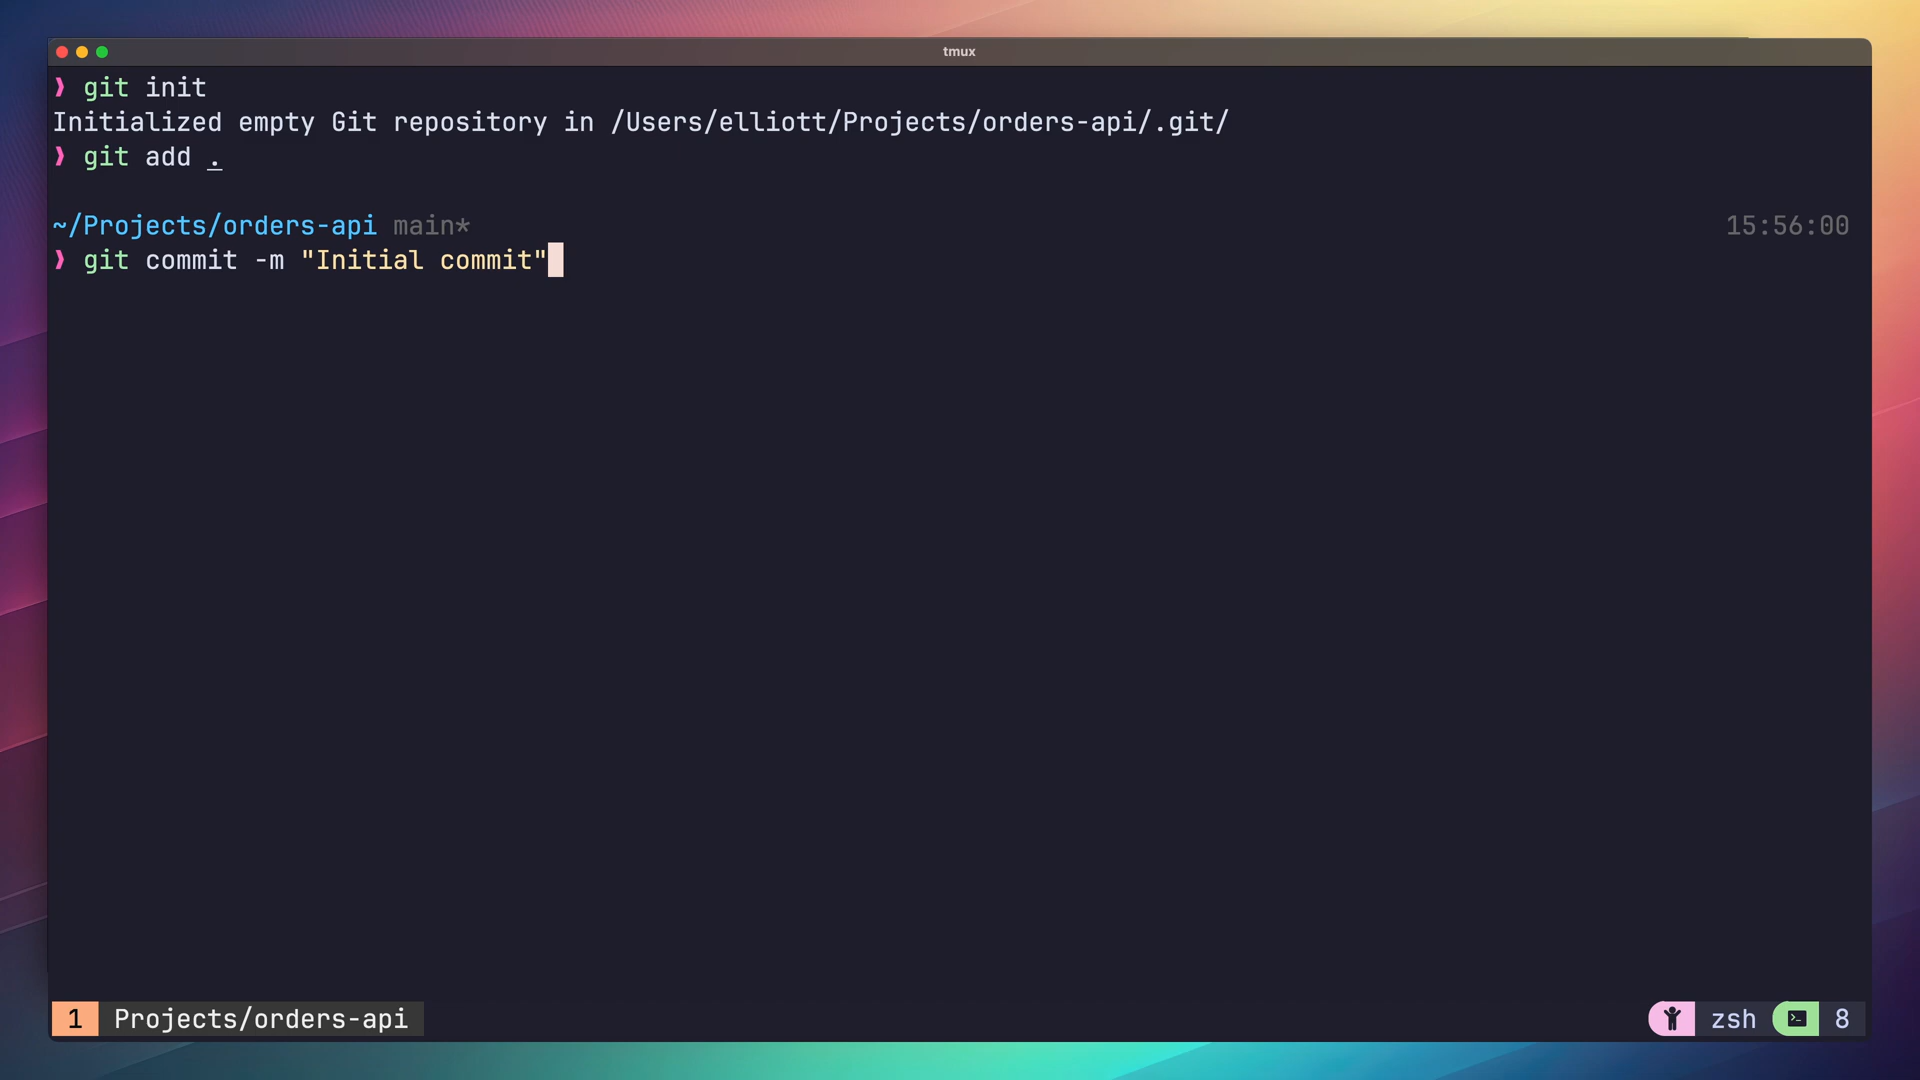 tmux
❯ git init
Initialized empty Git repository in /Users/elliott/Projects/orders-api/.git/
❯ git add .
~/Projects/orders-api main* 15:56:00
❯ git commit -m "Initial commit"
1 Projects/orders-api zsh 8